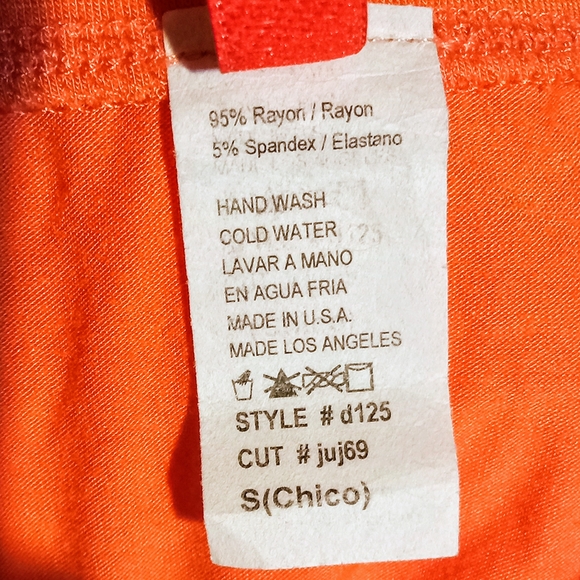 95% Rayon / Rayon
5% Spandex / Elastano
HAND WASH
COLD WATER
LAVAR A MANO
EN AGUA FRIA
MADE IN U.S.A.
MADE LOS ANGELES
STYLE # d125
CUT # juj69
S(Chico)